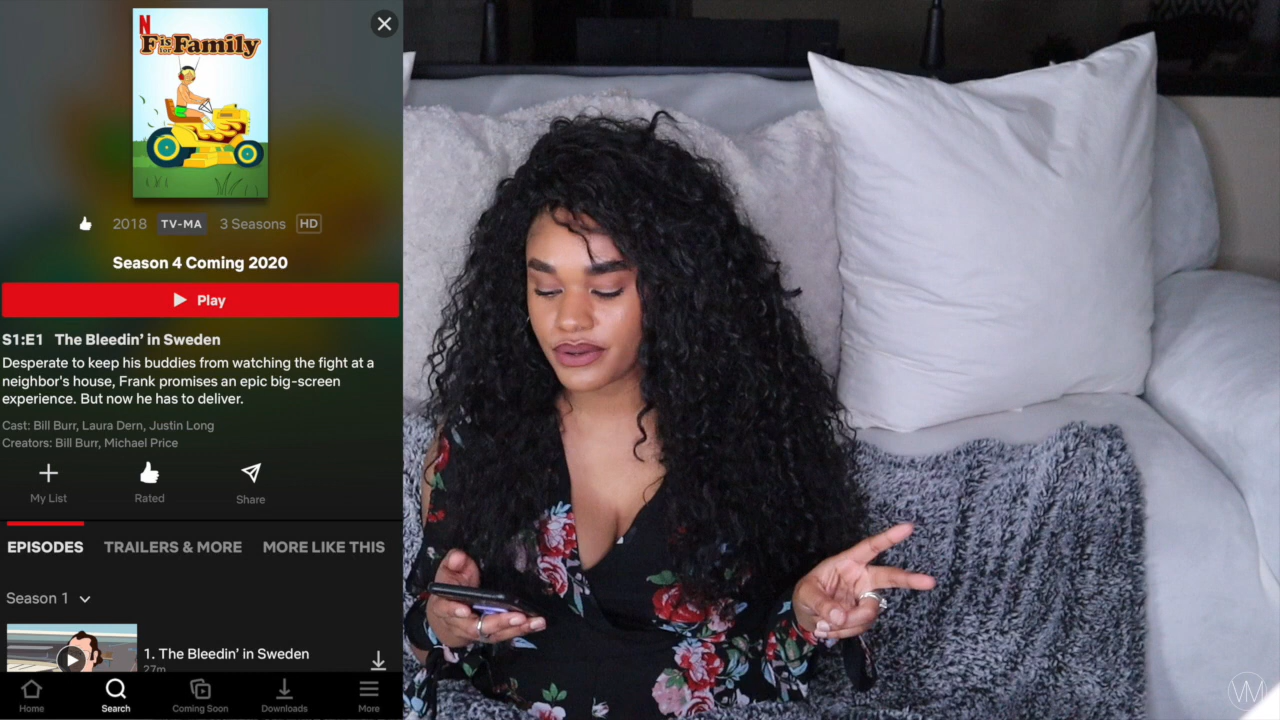 N
F is for Family
2018 TV-MA 3 Seasons HD
Season 4 Coming 2020
Play
S1:E1 The Bleedin' in Sweden
Desperate to keep his buddies from watching the fight at a
neighbor's house, Frank promises an epic big-screen
experience. But now he has to deliver.
Cast: Bill Burr, Laura Dern, Justin Long
Creators: Bill Burr, Michael Price
My List Rated Share
EPISODES TRAILERS & MORE MORE LIKE THIS
Season 1
1. The Bleedin' in Sweden
27m
Home Search Coming Soon Downloads More
VM